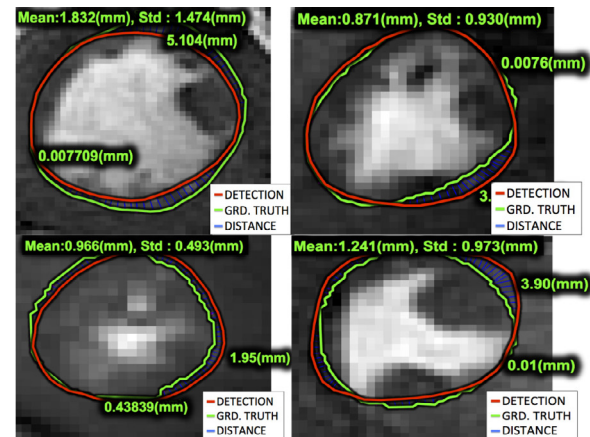 Mean:1.832(mm), Std : 1.474(mm)
5.104(mm)
0.007709(mm)
DETECTION
GRD. TRUTH
DISTANCE
Mean:0.871(mm), Std : 0.930(mm)
0.0076(mm)
3.
DETECTION
GRD. TRUTH
DISTANCE
Mean:0.966(mm), Std : 0.493(mm)
1.95(mm)
0.43839(mm)
DETECTION
GRD. TRUTH
DISTANCE
Mean:1.241(mm), Std : 0.973(mm)
3.90(mm)
0.01(mm)
DETECTION
GRD. TRUTH
DISTANCE